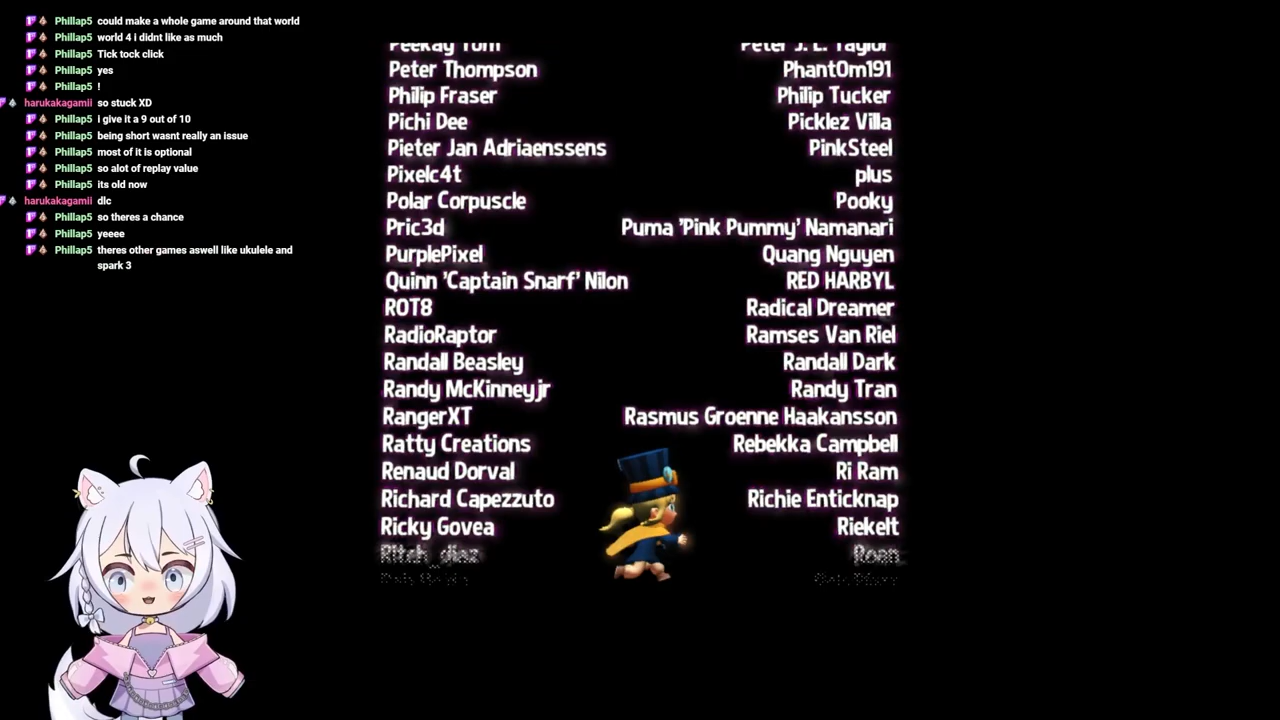 Phillap5 could make a whole game around that world
Phillap5 world 4 i didnt like as much
Phillap5 Tick tock click
Phillap5 yes
Phillap5 !
harukakagamii so stuck XD
Phillap5 i give it a 9 out of 10
Phillap5 being short wasnt really an issue
Phillap5 most of it is optional
Phillap5 so alot of replay value
Phillap5 its old now
harukakagamii dlc
Phillap5 so theres a chance
Phillap5 yeeee
Phillap5 theres other games aswell like ukulele and
spark 3
Peekay Tom Peter J. L. Taylor
Peter Thompson Phant0m191
Philip Fraser Philip Tucker
Pichi Dee Picklez Villa
Pieter Jan Adriaenssens PinkSteel
Pixelc4t plus
Polar Corpuscle Pooky
Pric3d Puma 'Pink Pummy' Namanari
PurplePixel Quang Nguyen
Quinn 'Captain Snarf' Nilon RED HARBYL
ROT8 Radical Dreamer
RadioRaptor Ramses Van Riel
Randall Beasley Randall Dark
Randy McKinneyjr Randy Tran
RangerXT Rasmus Groenne Haakansson
Ratty Creations Rebekka Campbell
Renaud Dorval Ri Ram
Richard Capezzuto Richie Enticknap
Ricky Govea Riekelt
Ritch_diaz Roan